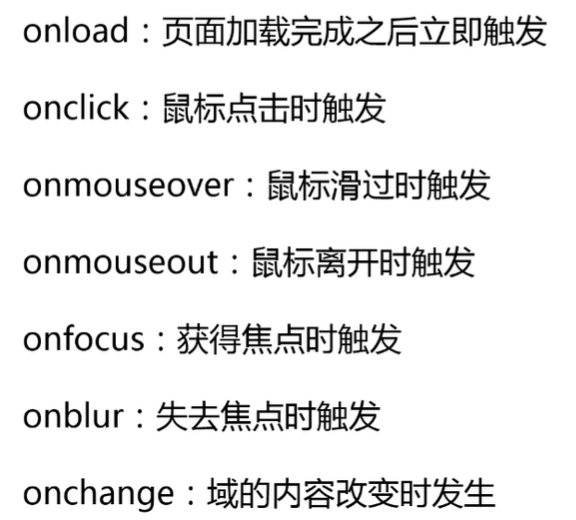 onload：页面加载完成之后立即触发
onclick：鼠标点击时触发
onmouseover：鼠标滑过时触发
onmouseout：鼠标离开时触发
onfocus：获得焦点时触发
onblur：失去焦点时触发
onchange：域的内容改变时发生